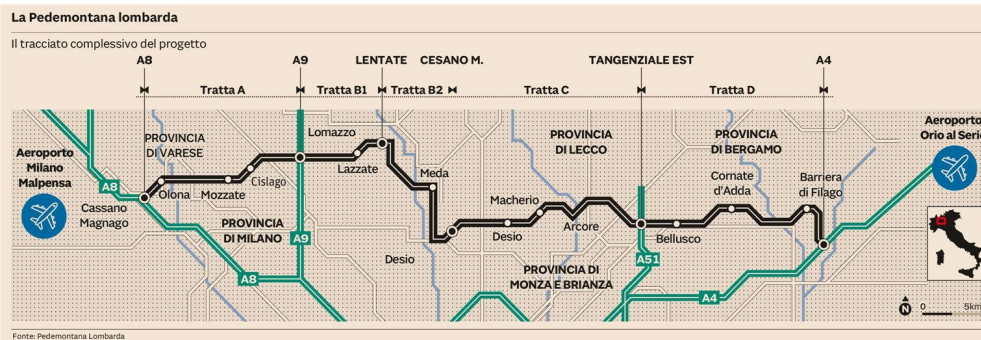 La Pedemontana lombarda
Il tracciato complessivo del progetto
A8
A9
LENTATE
CESANO M.
TANGENZIALE EST
A4
Tratta A
Tratta B1
Tratta B2
Tratta C
Tratta D
Aeroporto
Milano
Malpensa
PROVINCIA
DI VARESE
Lomazzo
PROVINCIA
DI LECCO
PROVINCIA
DI BERGAMO
Aeroporto
Orio al Serio
A8
Cassano
Magnago
Olona
Mozzate
Cislago
Lazzate
Meda
Macherio
Cornate
d'Adda
Barriera
di Filago
PROVINCIA
DI MILANO
A9
A8
Desio
Desio
Arcore
Bellusco
PROVINCIA DI
MONZA E BRIANZA
A51
A4
N
0
5km
Fonte: Pedemontana Lombarda